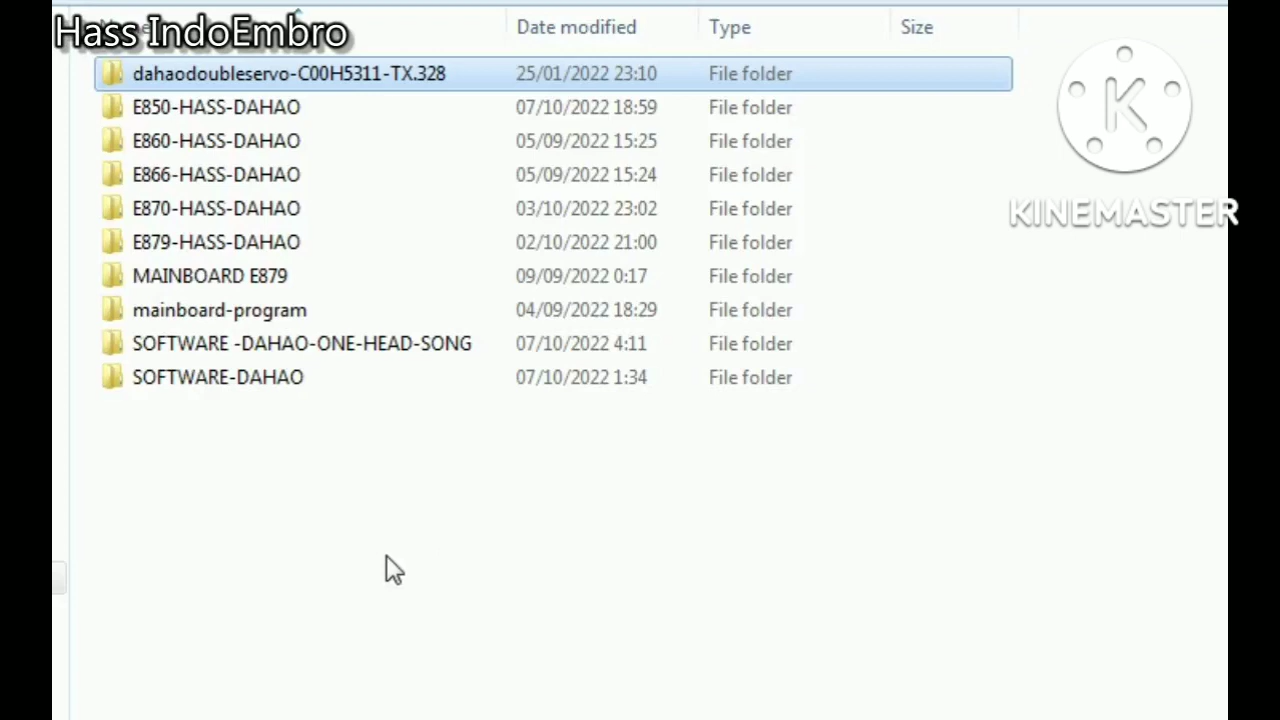 Hass IndoEmbro
Date modified Type Size
dahaodoubleservo-C00H5311-TX.328 25/01/2022 23:10 File folder
E850-HASS-DAHAO 07/10/2022 18:59 File folder
E860-HASS-DAHAO 05/09/2022 15:25 File folder
E866-HASS-DAHAO 05/09/2022 15:24 File folder
E870-HASS-DAHAO 03/10/2022 23:02 File folder
E879-HASS-DAHAO 02/10/2022 21:00 File folder
MAINBOARD E879 09/09/2022 0:17 File folder
mainboard-program 04/09/2022 18:29 File folder
SOFTWARE -DAHAO-ONE-HEAD-SONG 07/10/2022 4:11 File folder
SOFTWARE-DAHAO 07/10/2022 1:34 File folder
K
KINEMASTER